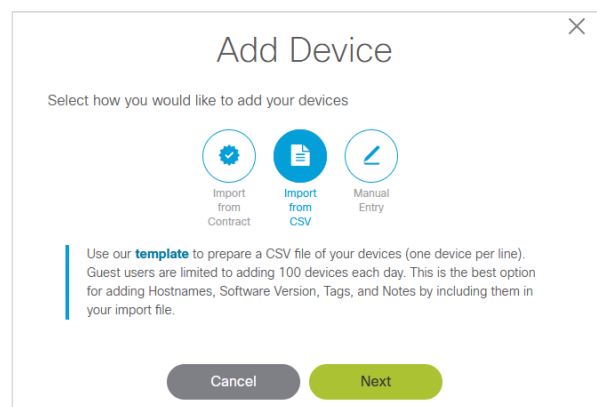 Add Device
Select how you would like to add your devices
Import
from
Contract
Import
from
CSV
Manual
Entry
Use our template to prepare a CSV file of your devices (one device per line).
Guest users are limited to adding 100 devices each day. This is the best option
for adding Hostnames, Software Version, Tags, and Notes by including them in
your import file.
Cancel
Next